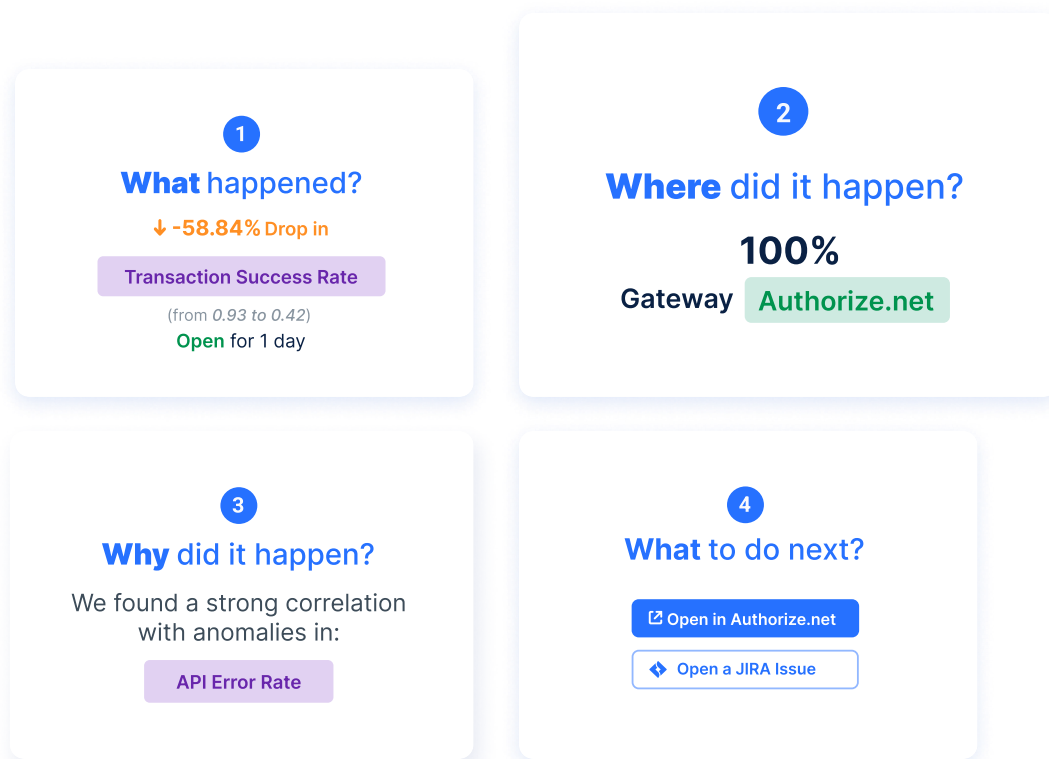 1
What happened?
↓ -58.84% Drop in
Transaction Success Rate
(from 0.93 to 0.42)
Open for 1 day
2
Where did it happen?
100%
Gateway Authorize.net
3
Why did it happen?
We found a strong correlation
with anomalies in:
API Error Rate
4
What to do next?
Open in Authorize.net
Open a JIRA Issue